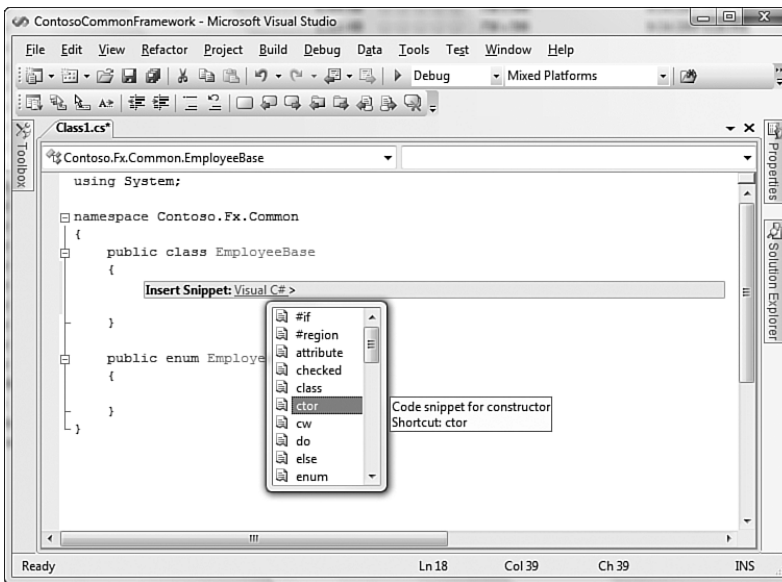 ContosoCommonFramework - Microsoft Visual Studio
File Edit View Refactor Project Build Debug Data Tools Test Window Help
Debug Mixed Platforms
Class1.cs*
Toolbox
Properties
Solution Explorer
Contoso.Fx.Common.EmployeeBase
using System;
namespace Contoso.Fx.Common
{
public class EmployeeBase
{
Insert Snippet: Visual C# >
}
public enum Employe
{
}
}
#if
#region
attribute
checked
class
ctor
cw
do
else
enum
Code snippet for constructor
Shortcut: ctor
Ready Ln 18 Col 39 Ch 39 INS